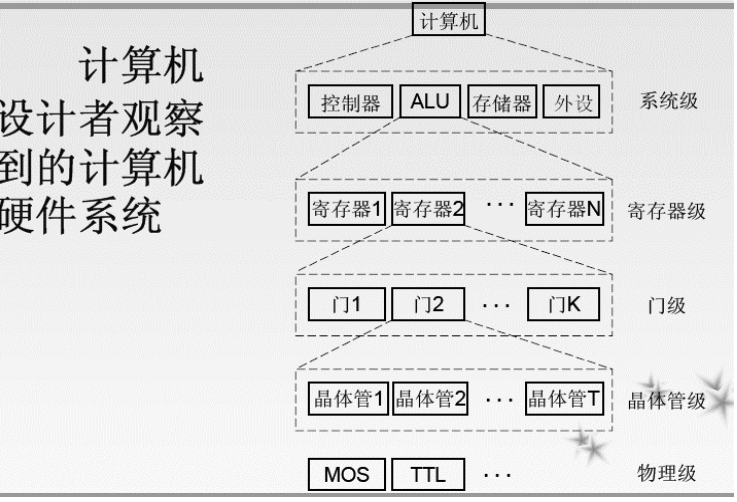 计算机
计算机
设计者观察
到的计算机
硬件系统
控制器 ALU 存储器 外设 系统级
寄存器1 寄存器2 ··· 寄存器N 寄存器级
门1 门2 ··· 门K 门级
晶体管1 晶体管2 ··· 晶体管T 晶体管级
MOS TTL ··· 物理级